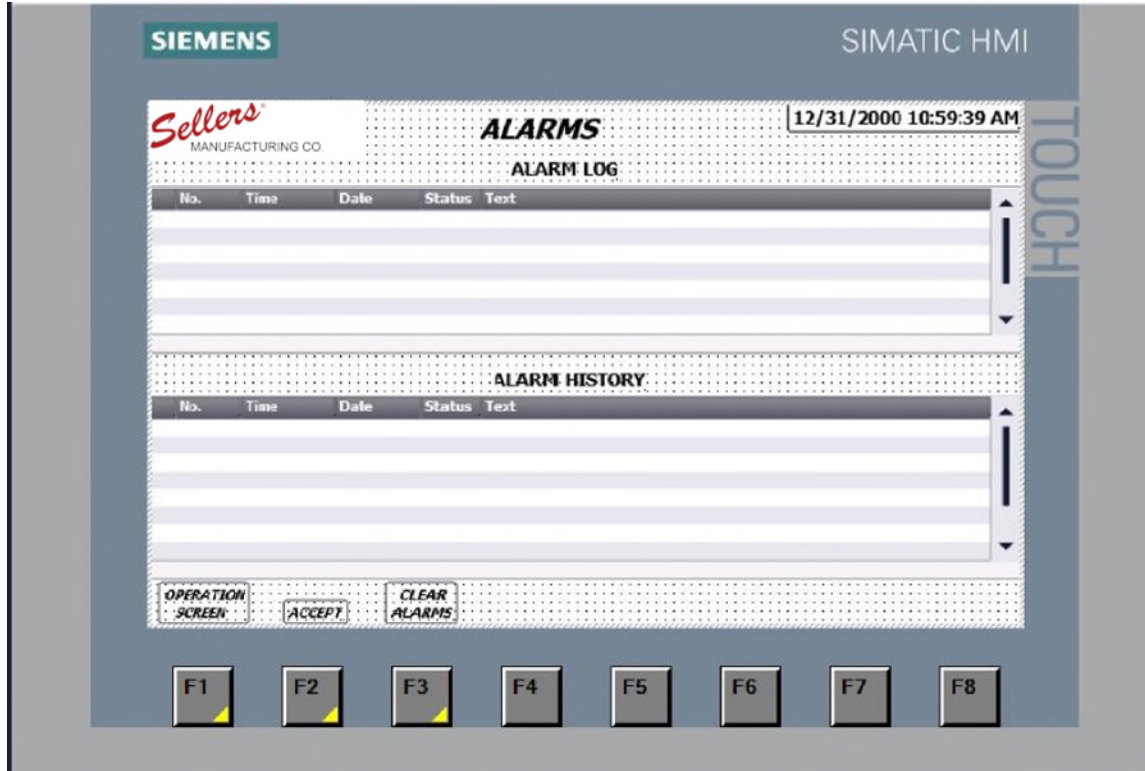 SIEMENS
SIMATIC HMI
TOUCH
Sellers®
MANUFACTURING CO.
ALARMS
12/31/2000 10:59:39 AM
ALARM LOG
No. Time Date Status Text
ALARM HISTORY
No. Time Date Status Text
OPERATION
SCREEN
ACCEPT
CLEAR
ALARMS
F1 F2 F3 F4 F5 F6 F7 F8